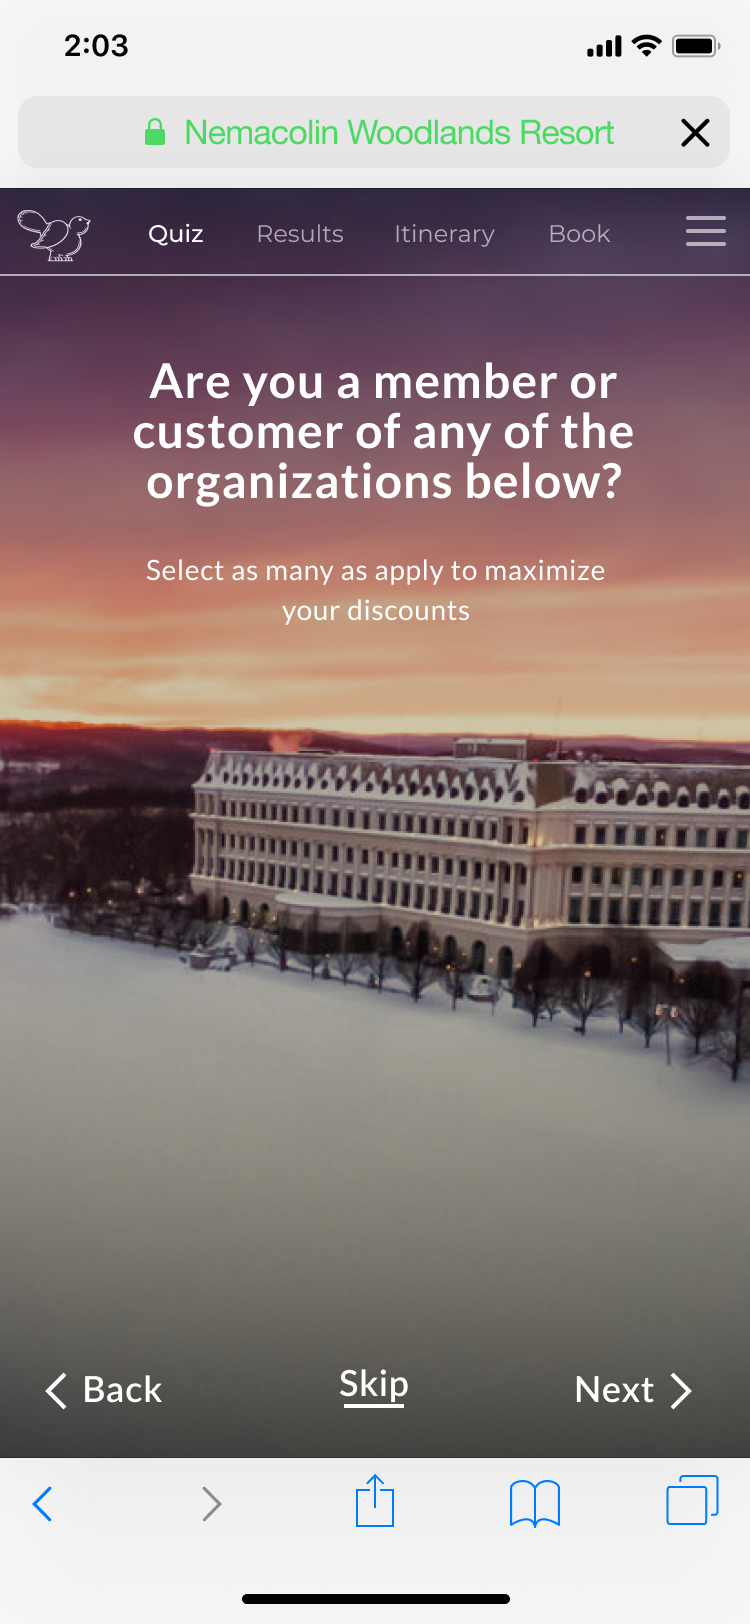 2:03
Nemacolin Woodlands Resort
Quiz Results Itinerary Book
Are you a member or
customer of any of the
organizations below?
Select as many as apply to maximize
your discounts
Back Skip Next